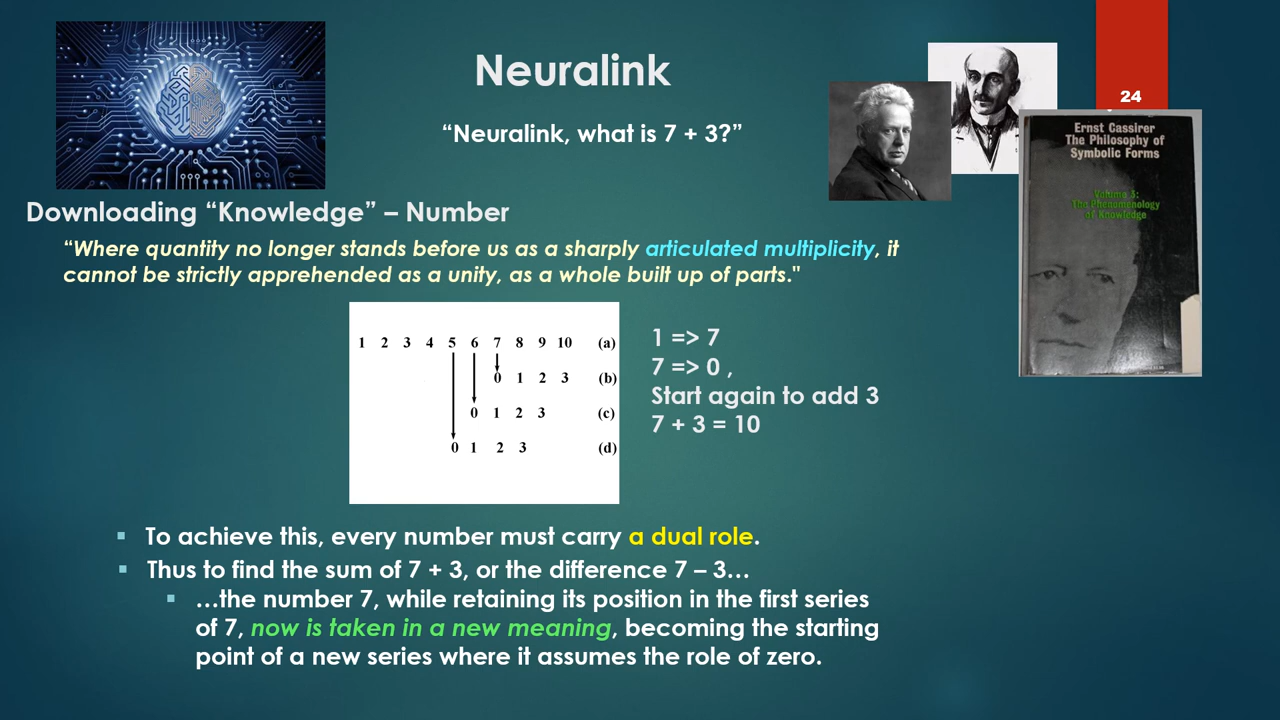 Neuralink
24
“Neuralink, what is 7 + 3?”
Ernst Cassirer
The Philosophy of
Symbolic Forms
Volume 3:
The Phenomenology
of Knowledge
Downloading “Knowledge” – Number
“Where quantity no longer stands before us as a sharply articulated multiplicity, it
cannot be strictly apprehended as a unity, as a whole built up of parts."
1 2 3 4 5 6 7 8 9 10 (a)
0 1 2 3 (b)
0 1 2 3 (c)
0 1 2 3 (d)
1 => 7
7 => 0 ,
Start again to add 3
7 + 3 = 10
To achieve this, every number must carry a dual role.
Thus to find the sum of 7 + 3, or the difference 7 – 3…
…the number 7, while retaining its position in the first series
of 7, now is taken in a new meaning, becoming the starting
point of a new series where it assumes the role of zero.